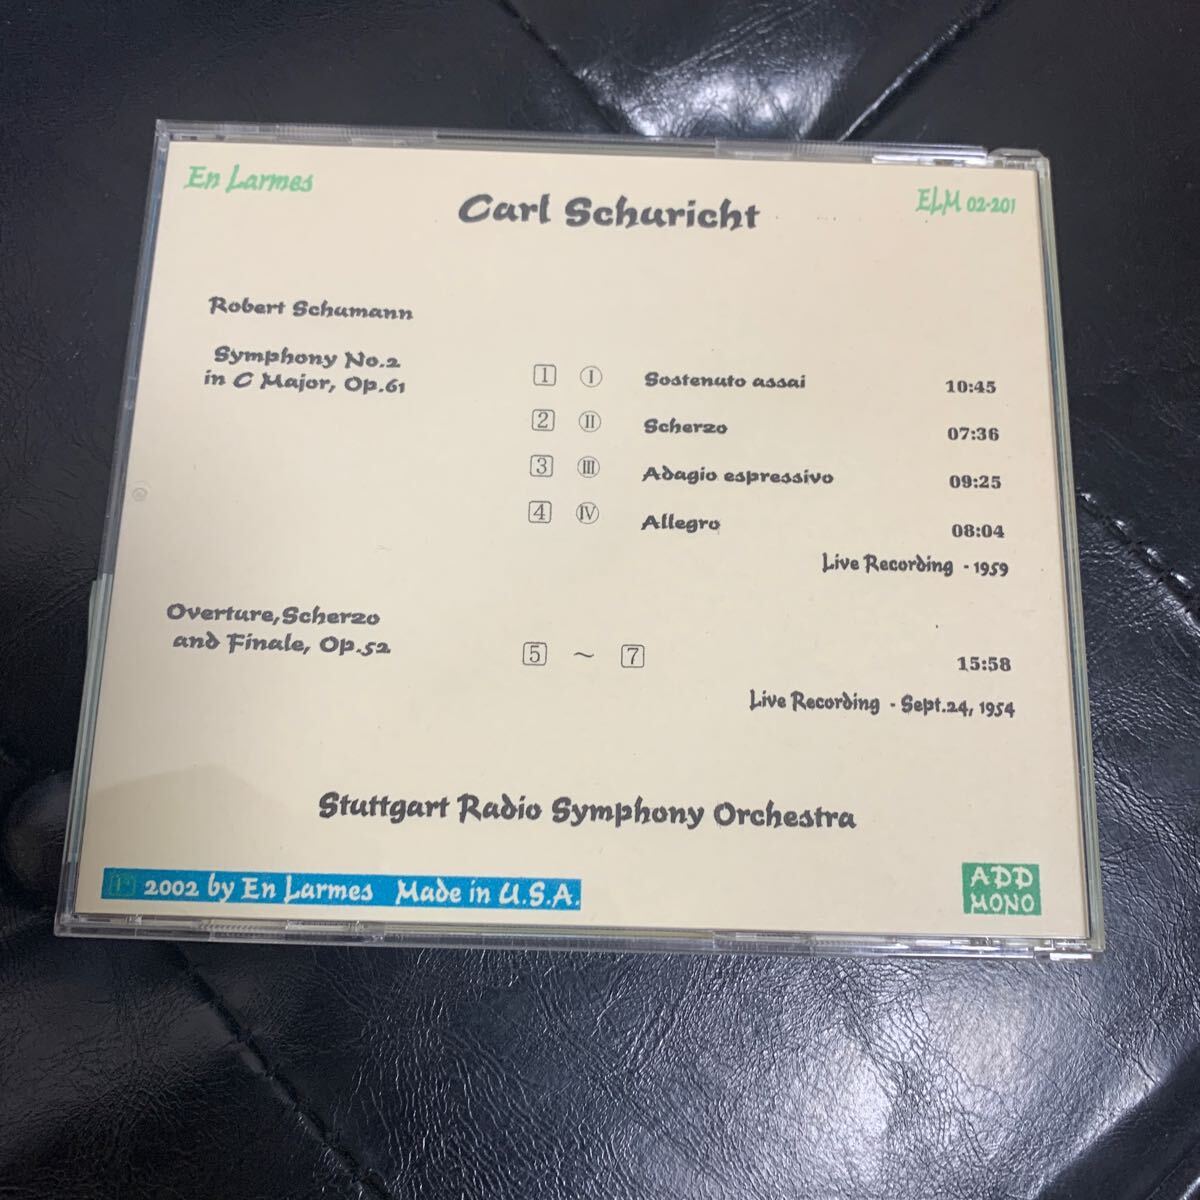 En Larmes
Carl Schuricht
ELM 02-201
Robert Schumann
Symphony No.2
in C Major, Op.61
1 Ⅰ Sostenuto assai 10:45
2 Ⅱ Scherzo 07:36
3 Ⅲ Adagio espressivo 09:25
4 Ⅳ Allegro 08:04
Live Recording - 1959
Overture,Scherzo
and Finale, Op.52
5 ~ 7 15:58
Live Recording - Sept.24, 1954
Stuttgart Radio Symphony Orchestra
P 2002 by En Larmes Made in U.S.A.
ADD
MONO